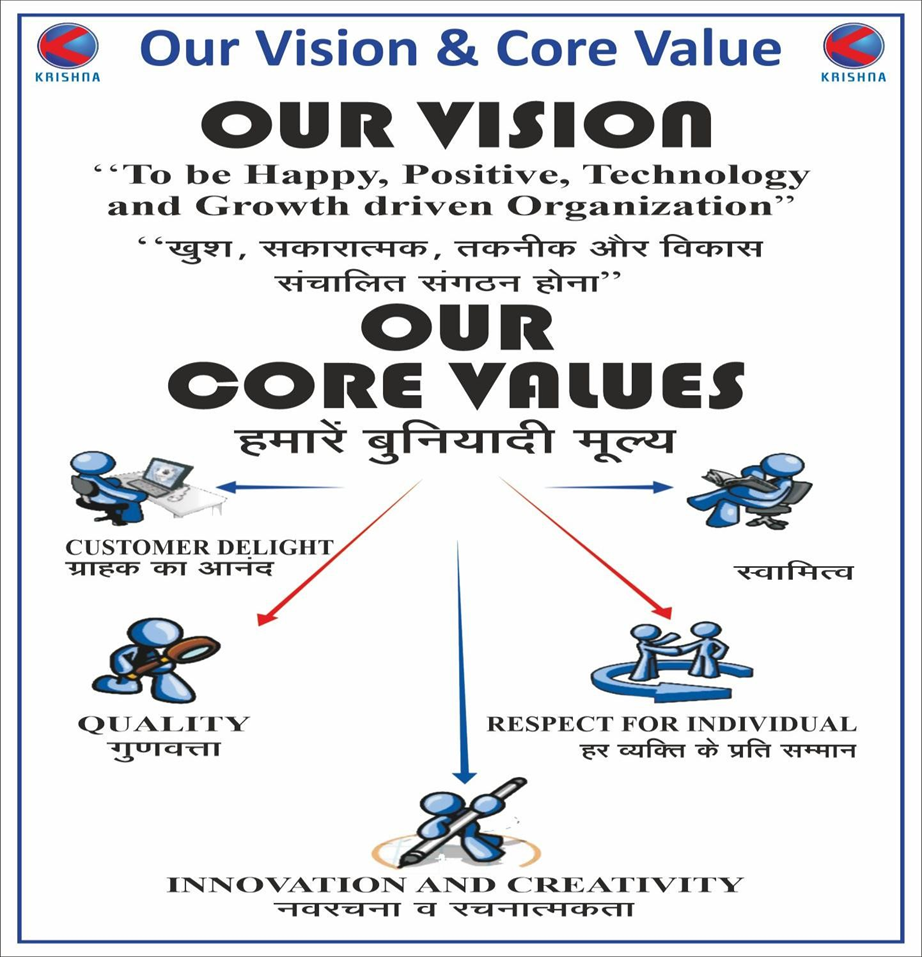 Our Vision & Core Value
KRISHNA
KRISHNA
OUR VISION
‘‘To be Happy, Positive, Technology
and Growth driven Organization’’
‘‘खुश, सकारात्मक, तकनीक और विकास
संचालित संगठन होना’’
OUR
CORE VALUES
हमारें बुनियादी मूल्य
CUSTOMER DELIGHT
ग्राहक का आनंद
स्वामित्व
QUALITY
गुणवत्ता
RESPECT FOR INDIVIDUAL
हर व्यक्ति के प्रति सम्मान
INNOVATION AND CREATIVITY
नवरचना व रचनात्मकता